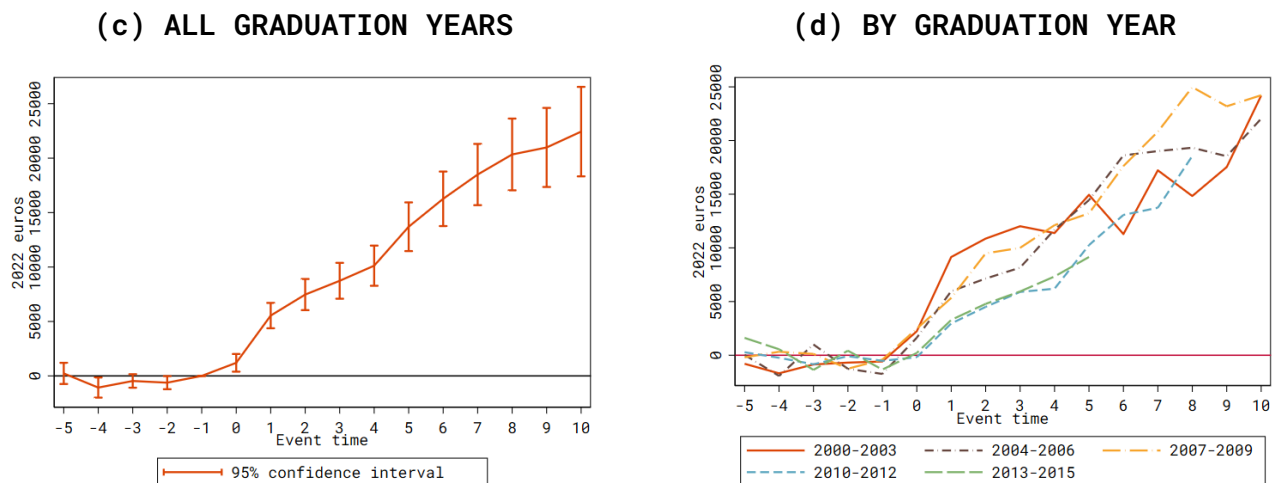 (c) ALL GRADUATION YEARS
2022 euros
25000
20000
15000
10000
5000
0
-5 -4 -3 -2 -1 0 1 2 3 4 5 6 7 8 9 10
Event time
95% confidence interval
(d) BY GRADUATION YEAR
2022 euros
25000
20000
15000
10000
5000
0
-5 -4 -3 -2 -1 0 1 2 3 4 5 6 7 8 9 10
Event time
2000-2003 2004-2006 2007-2009
2010-2012 2013-2015